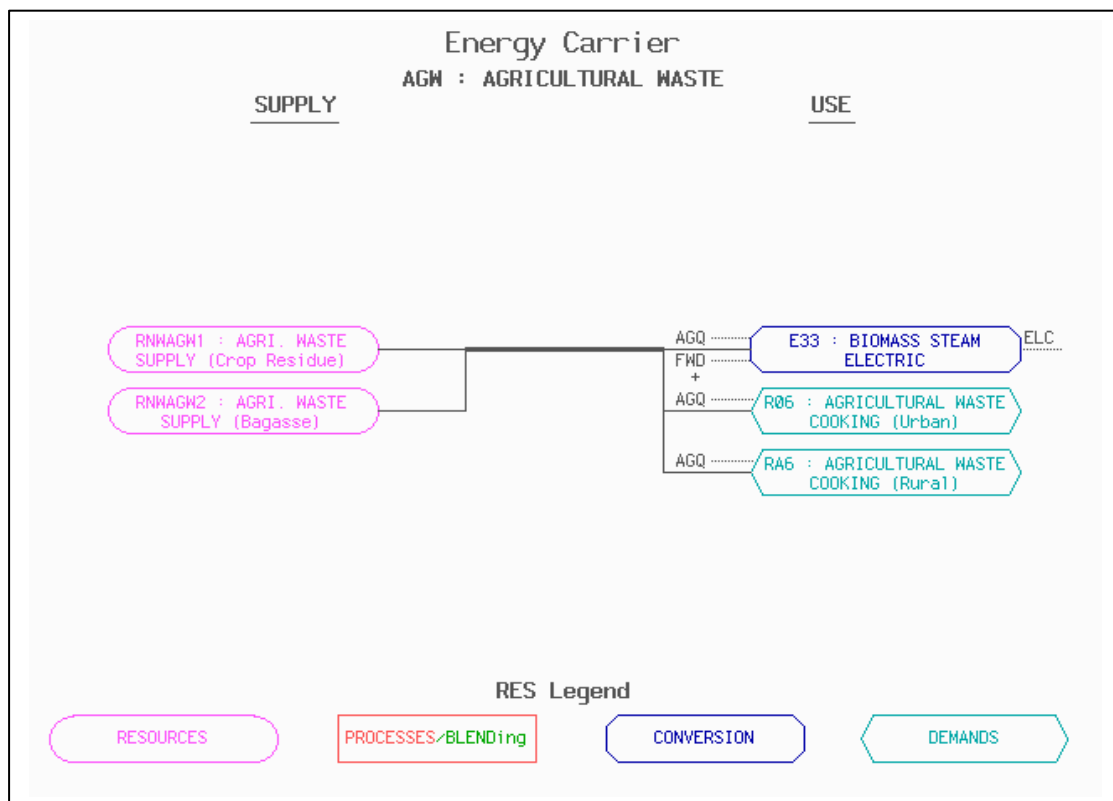 Energy Carrier
AGW : AGRICULTURAL WASTE
SUPPLY
USE
RNWAGW1 : AGRI. WASTE
SUPPLY (Crop Residue)
RNWAGW2 : AGRI. WASTE
SUPPLY (Bagasse)
AGQ
FWD
+
E33 : BIOMASS STEAM
ELECTRIC
ELC
AGQ
R06 : AGRICULTURAL WASTE
COOKING (Urban)
AGQ
RA6 : AGRICULTURAL WASTE
COOKING (Rural)
RES Legend
RESOURCES
PROCESSES/BLENDing
CONVERSION
DEMANDS